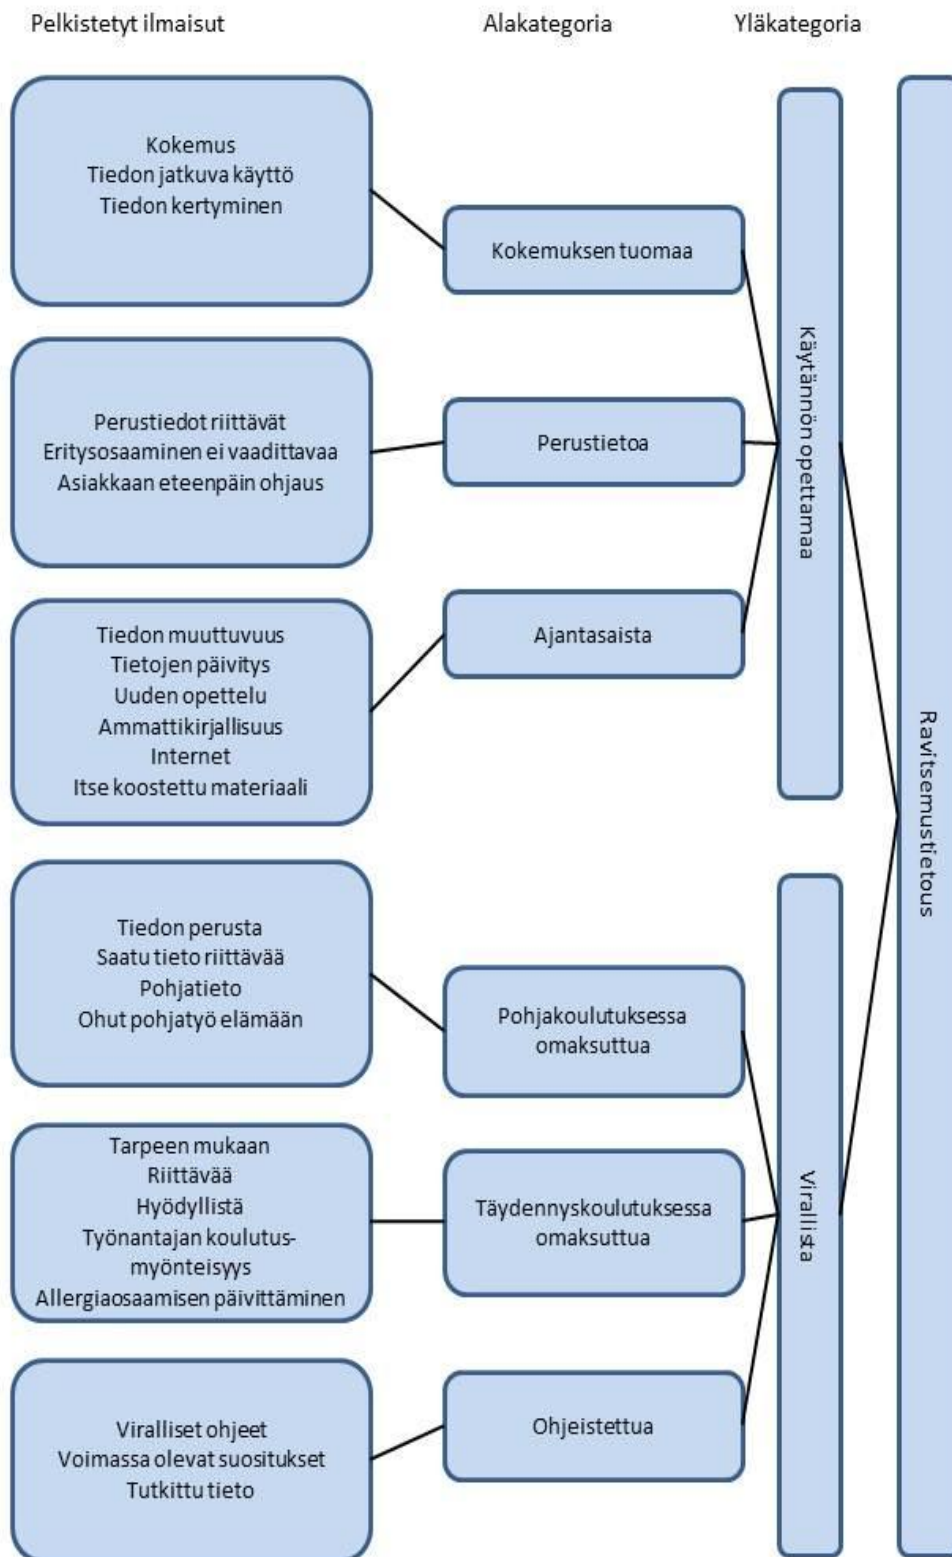 Pelkistetyt ilmaisut
Alakategoria
Yläkategoria
Kokemus
Tiedon jatkuva käyttö
Tiedon kertyminen
Kokemuksen tuomaa
Perustiedot riittävät
Eritysosaaminen ei vaadittavaa
Asiakkaan eteenpäin ohjaus
Perustietoa
Tiedon muuttuvuus
Tietojen päivitys
Uuden opettelu
Ammattikirjallisuus
Internet
Itse koostettu materiaali
Ajantasaista
Käytännön opettamaa
Tiedon perusta
Saatu tieto riittävää
Pohjatieto
Ohut pohjatyö elämään
Pohjakoulutuksessa
omaksuttua
Tarpeen mukaan
Riittävää
Hyödyllistä
Työnantajan koulutus-
myönteisyys
Allergiaosaamisen päivittäminen
Täydennyskoulutuksessa
omaksuttua
Viralliset ohjeet
Voimassa olevat suositukset
Tutkittu tieto
Ohjeistettua
Virallista
Ravitsemustietous